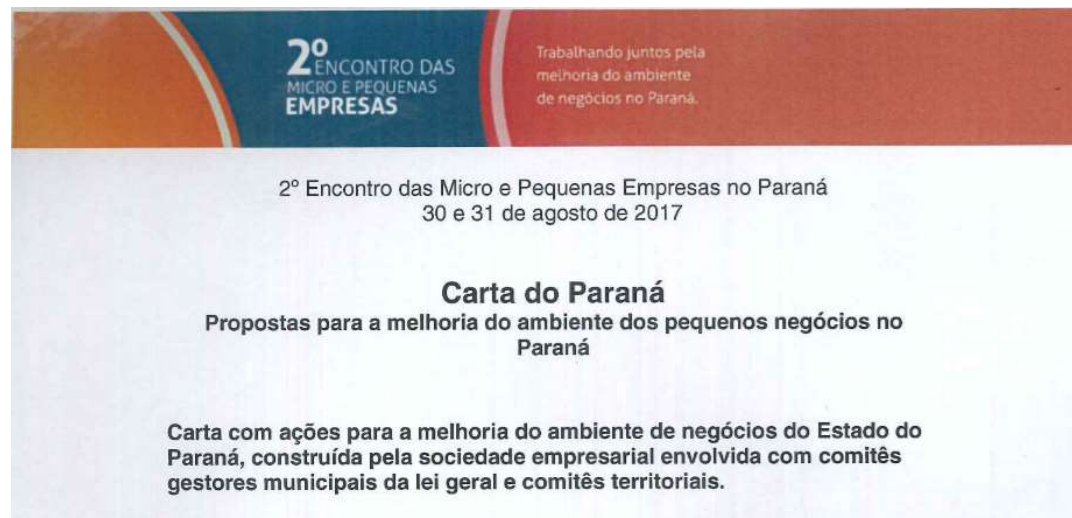 2º
ENCONTRO DAS
MICRO E PEQUENAS
EMPRESAS
Trabalhando juntos pela
melhoria do ambiente
de negócios no Paraná.
2º Encontro das Micro e Pequenas Empresas no Paraná
30 e 31 de agosto de 2017
Carta do Paraná
Propostas para a melhoria do ambiente dos pequenos negócios no
Paraná
Carta com ações para a melhoria do ambiente de negócios do Estado do
Paraná, construída pela sociedade empresarial envolvida com comitês
gestores municipais da lei geral e comitês territoriais.